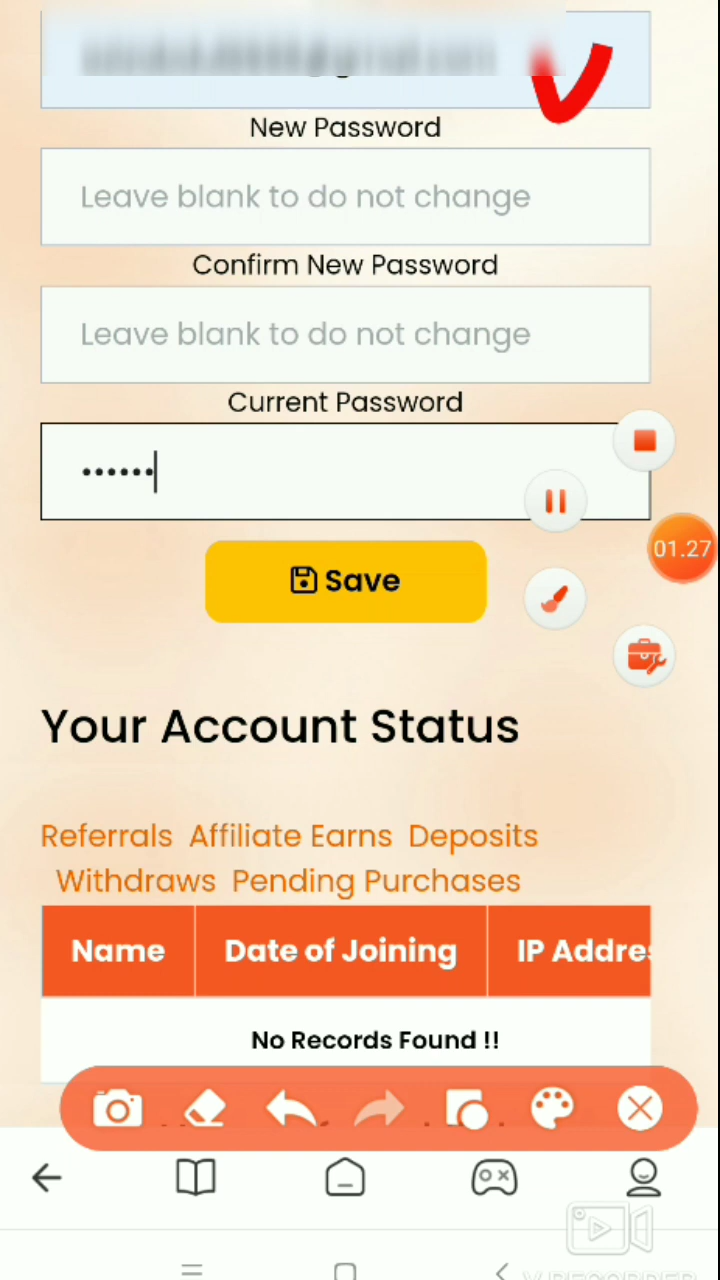 New Password
Leave blank to do not change
Confirm New Password
Leave blank to do not change
Current Password
••••••
Save
01.27
Your Account Status
Referrals Affiliate Earns Deposits
Withdraws Pending Purchases
Name Date of Joining IP Addres
No Records Found !!
V RECORDER